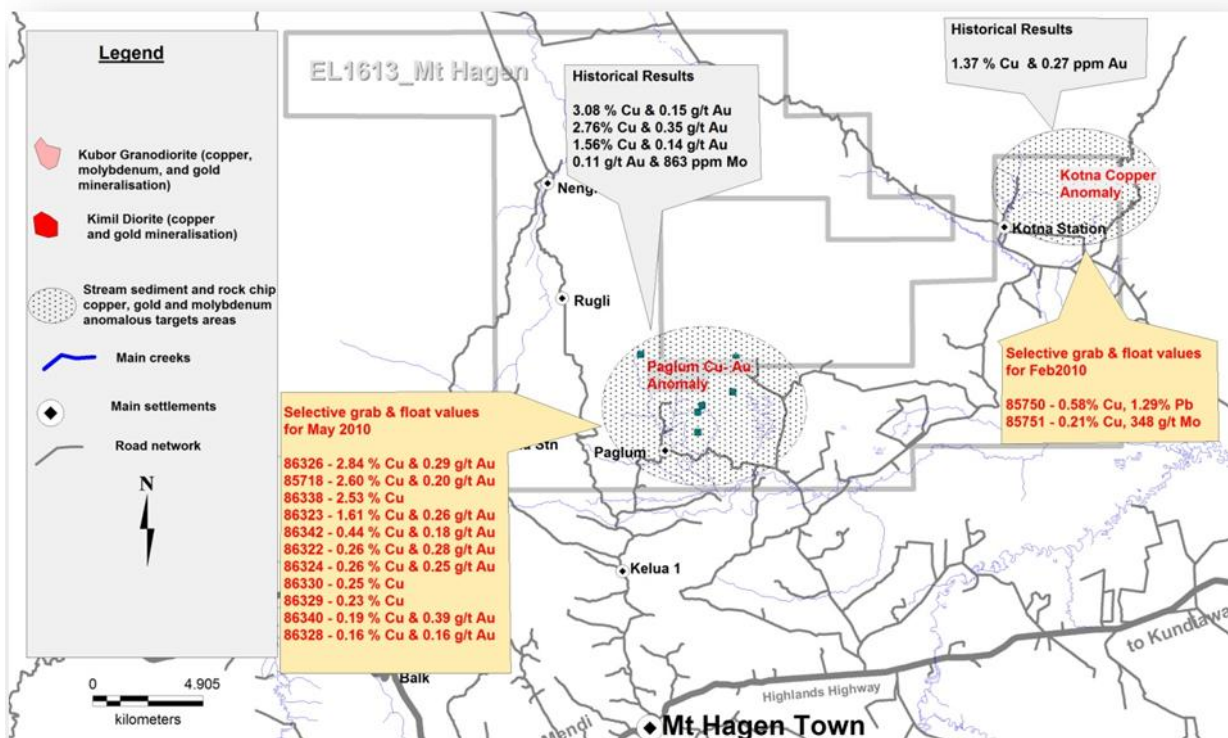 Legend
Kubor Granodiorite (copper,
molybdenum, and gold
mineralisation)
Kimil Diorite (copper
and gold mineralisation)
Stream sediment and rock chip
copper, gold and molybdenum
anomalous targets areas
Main creeks
Main settlements
Road network
N
0 4.905
kilometers
EL1613_Mt Hagen
Historical Results
3.08 % Cu & 0.15 g/t Au
2.76% Cu & 0.35 g/t Au
1.56% Cu & 0.14 g/t Au
0.11 g/t Au & 863 ppm Mo
Historical Results
1.37 % Cu & 0.27 ppm Au
Kotna Copper
Anomaly
Kotna Station
Rugli
Paglum Cu- Au
Anomaly
Paglum
Stn
Selective grab & float values
for Feb2010
85750 - 0.58% Cu, 1.29% Pb
85751 - 0.21% Cu, 348 g/t Mo
Selective grab & float values
for May 2010
86326 - 2.84 % Cu & 0.29 g/t Au
85718 - 2.60 % Cu & 0.20 g/t Au
86338 - 2.53 % Cu
86323 - 1.61 % Cu & 0.26 g/t Au
86342 - 0.44 % Cu & 0.18 g/t Au
86322 - 0.26 % Cu & 0.28 g/t Au
86324 - 0.26 % Cu & 0.25 g/t Au
86330 - 0.25 % Cu
86329 - 0.23 % Cu
86340 - 0.19 % Cu & 0.39 g/t Au
86328 - 0.16 % Cu & 0.16 g/t Au
Kelua 1
to Kundiawa
Highlands Highway
Balk
Mendi
Mt Hagen Town